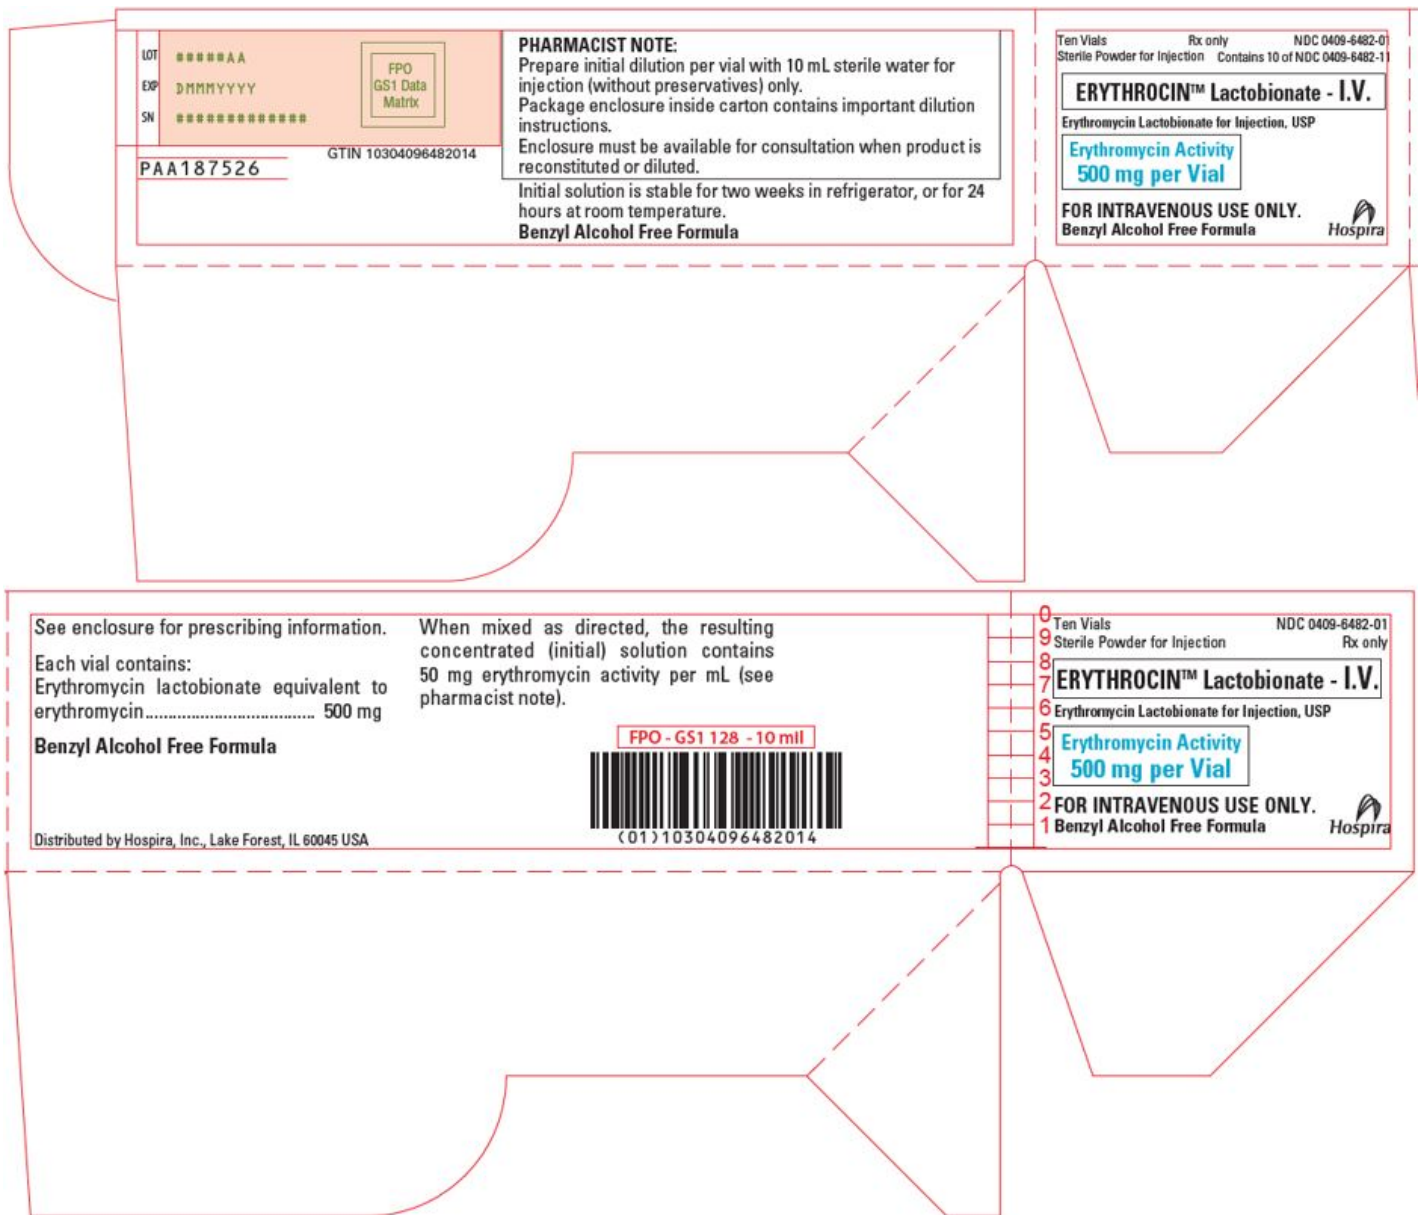 LOT #####AA
EXP DMMMYYYY
SN #############
FPO
GS1 Data
Matrix
GTIN 10304096482014
PAA187526
PHARMACIST NOTE:
Prepare initial dilution per vial with 10 mL sterile water for
injection (without preservatives) only.
Package enclosure inside carton contains important dilution
instructions.
Enclosure must be available for consultation when product is
reconstituted or diluted.
Initial solution is stable for two weeks in refrigerator, or for 24
hours at room temperature.
Benzyl Alcohol Free Formula
Ten Vials Rx only NDC 0409-6482-01
Sterile Powder for Injection Contains 10 of NDC 0409-6482-11
ERYTHROCIN™ Lactobionate - I.V.
Erythromycin Lactobionate for Injection, USP
Erythromycin Activity
500 mg per Vial
FOR INTRAVENOUS USE ONLY.
Benzyl Alcohol Free Formula
Hospira
See enclosure for prescribing information.
Each vial contains:
Erythromycin lactobionate equivalent to
erythromycin..................................... 500 mg
Benzyl Alcohol Free Formula
Distributed by Hospira, Inc., Lake Forest, IL 60045 USA
When mixed as directed, the resulting
concentrated (initial) solution contains
50 mg erythromycin activity per mL (see
pharmacist note).
FPO - GS1 128 - 10 mil
(01)10304096482014
0
9
8
7
6
5
4
3
2
1
Ten Vials NDC 0409-6482-01
Sterile Powder for Injection Rx only
ERYTHROCIN™ Lactobionate - I.V.
Erythromycin Lactobionate for Injection, USP
Erythromycin Activity
500 mg per Vial
FOR INTRAVENOUS USE ONLY.
Benzyl Alcohol Free Formula
Hospira